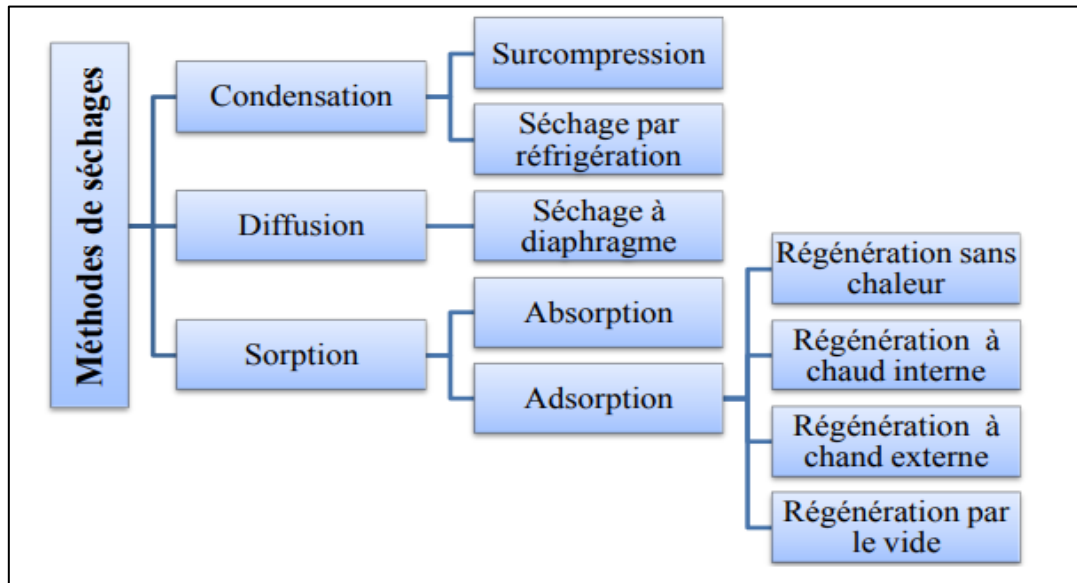 Méthodes de séchages
Condensation
Surcompression
Séchage par
réfrigération
Diffusion
Séchage à
diaphragme
Sorption
Absorption
Adsorption
Régénération sans
chaleur
Régénération à
chaud interne
Régénération à
chand externe
Régénération par
le vide